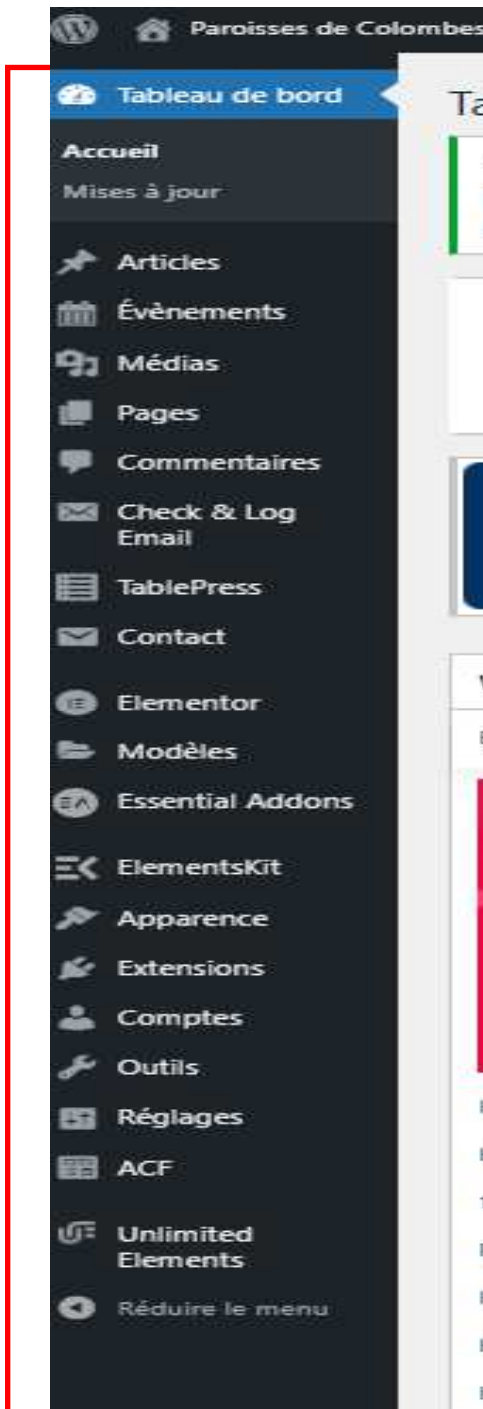 Paroisses de Colombes
Tableau de bord
Accueil
Mises à jour
Articles
Évènements
Médias
Pages
Commentaires
Check & Log
Email
TablePress
Contact
Elementor
Modèles
Essential Addons
ElementsKit
Apparence
Extensions
Comptes
Outils
Réglages
ACF
Unlimited
Elements
Réduire le menu